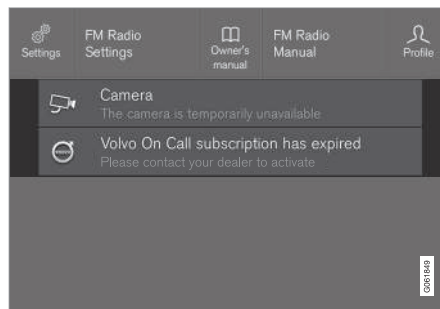 Settings
FM Radio
Settings
Owner's
manual
FM Radio
Manual
Profile
Camera
The camera is temporarily unavailable
Volvo On Call subscription has expired
Please contact your dealer to activate
G061849